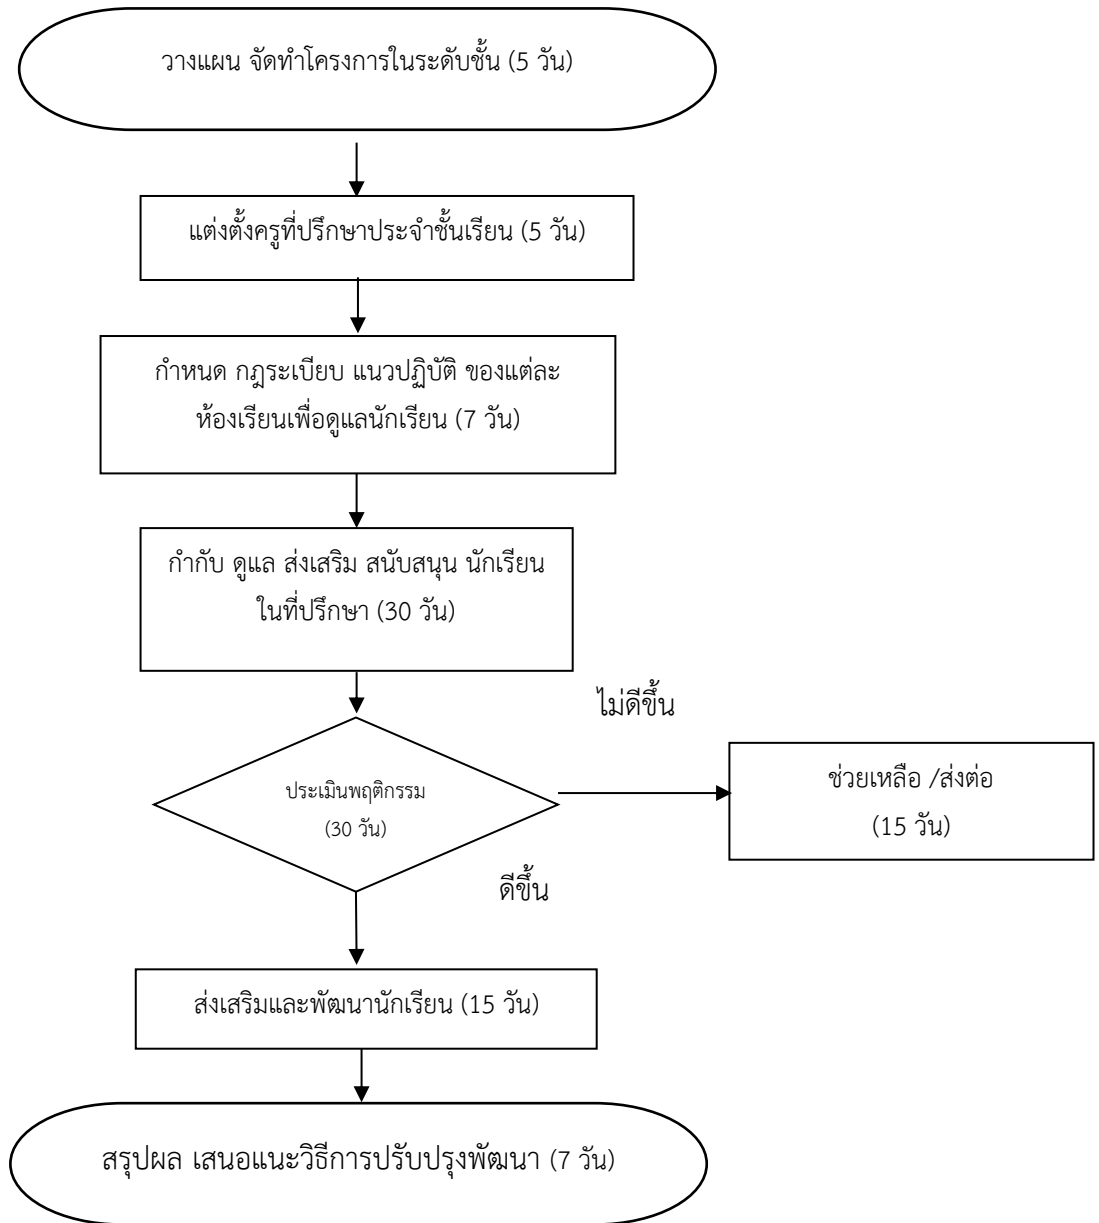 วางแผน จัดทำโครงการในระดับชั้น (5 วัน)
แต่งตั้งครูที่ปรึกษาประจำชั้นเรียน (5 วัน)
กำหนด กฎระเบียบ แนวปฏิบัติ ของแต่ละ
ห้องเรียนเพื่อดูแลนักเรียน (7 วัน)
กำกับ ดูแล ส่งเสริม สนับสนุน นักเรียน
ในที่ปรึกษา (30 วัน)
ไม่ดีขึ้น
ประเมินพฤติกรรม
(30 วัน)
ช่วยเหลือ /ส่งต่อ
(15 วัน)
ดีขึ้น
ส่งเสริมและพัฒนานักเรียน (15 วัน)
สรุปผล เสนอแนะวิธีการปรับปรุงพัฒนา (7 วัน)